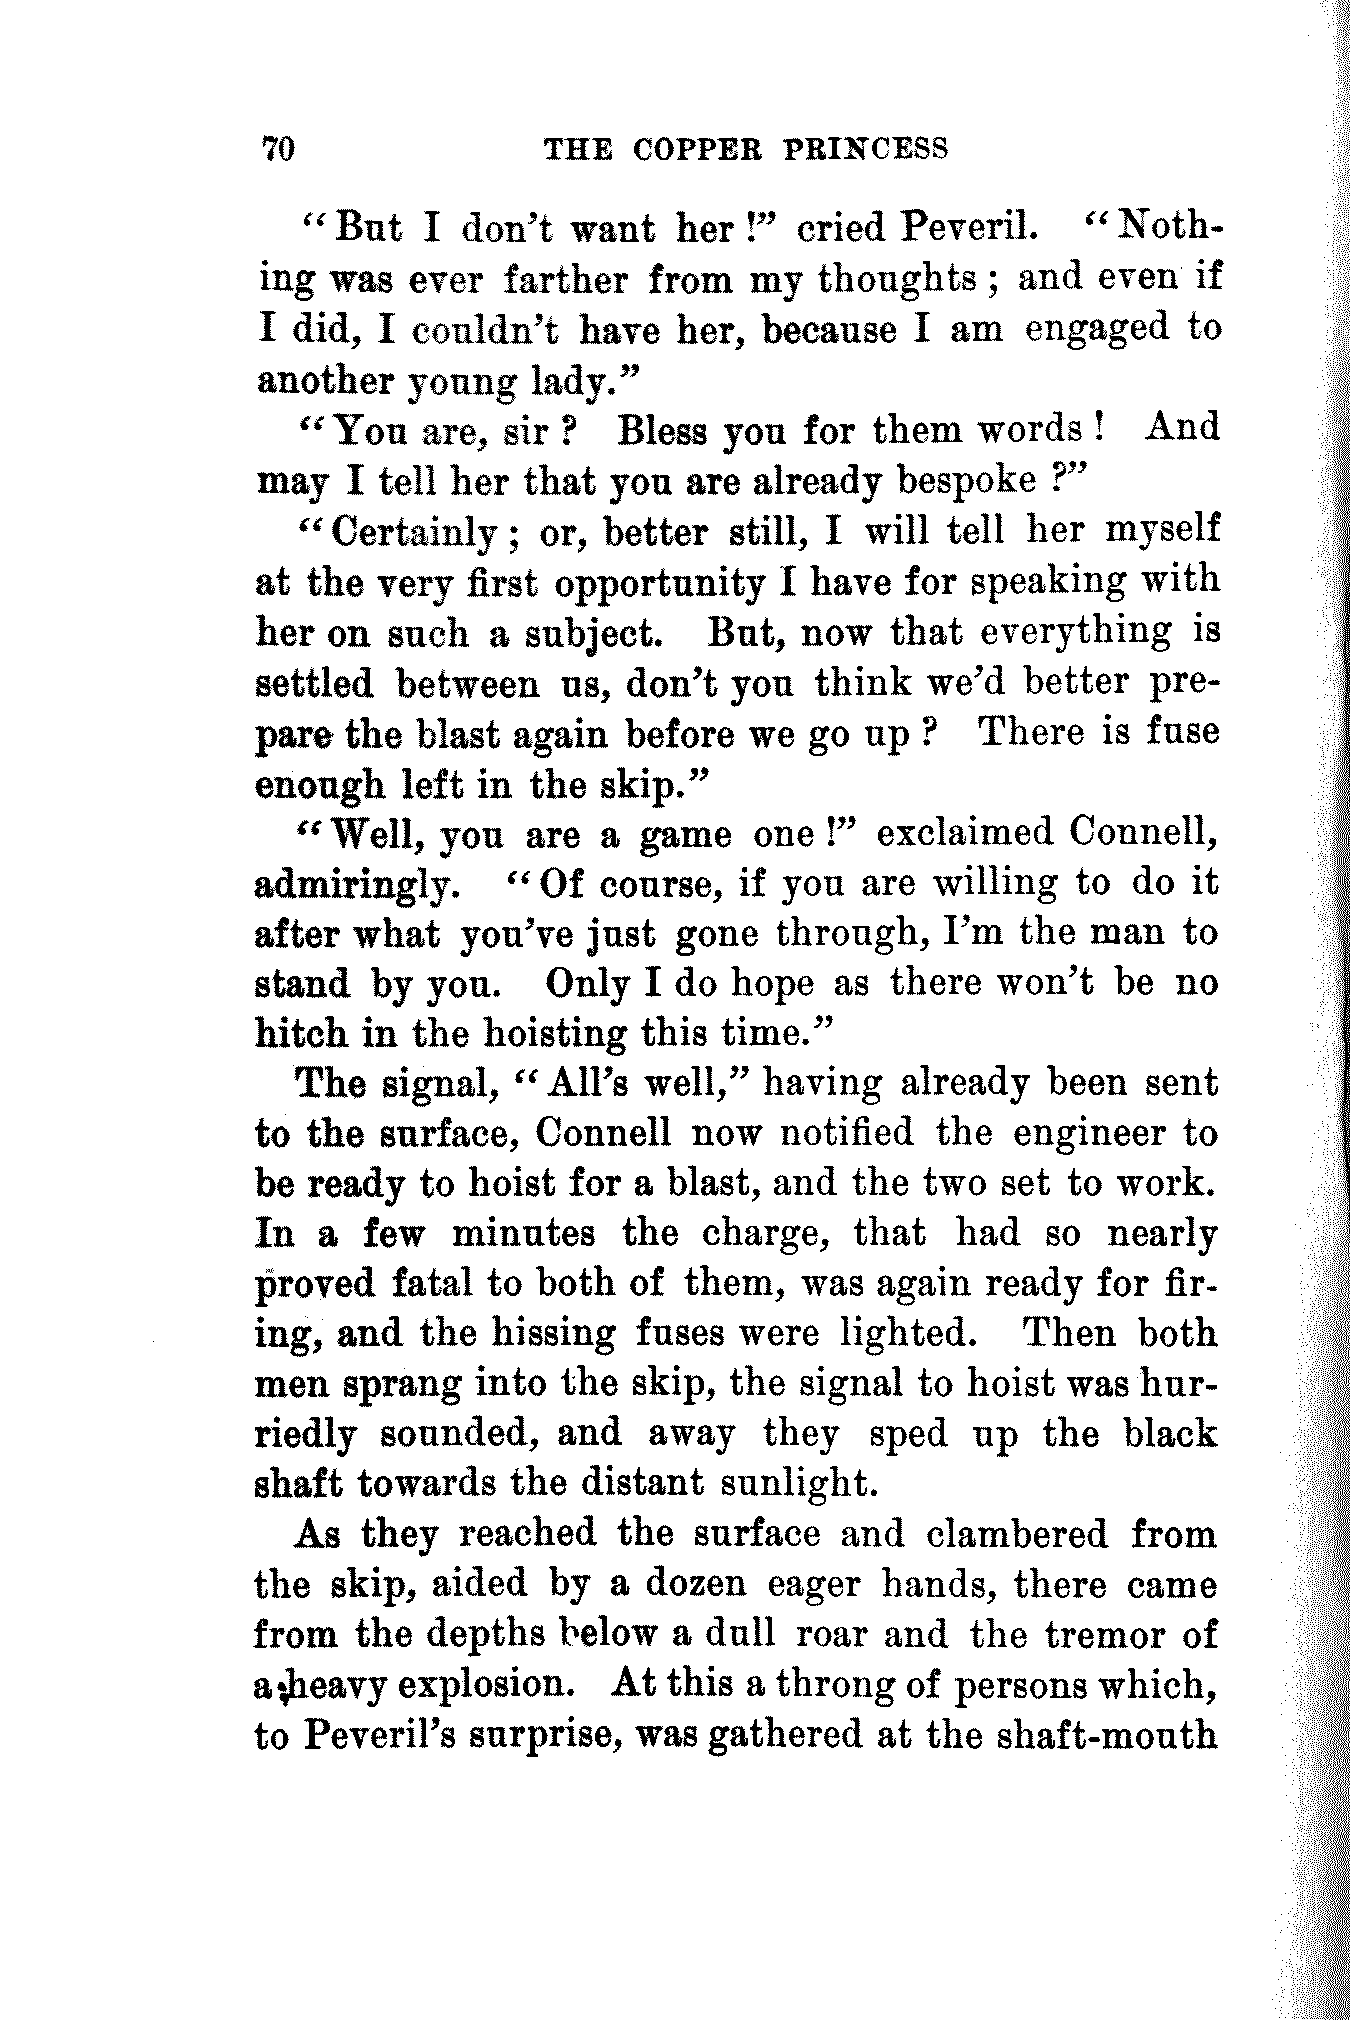 70 THE COPPER PRINCESS
“But I don’t want her!” cried Peveril. “Noth-
ing was ever farther from my thoughts; and even if
I did, I couldn’t have her, because I am engaged to
another young lady.”
“You are, sir? Bless you for them words! And
may I tell her that you are already bespoke?”
“Certainly; or, better still, I will tell her myself
at the very first opportunity I have for speaking with
her on such a subject. But, now that everything is
settled between us, don’t you think we’d better pre-
pare the blast again before we go up? There is fuse
enough left in the skip.”
“Well, you are a game one!” exclaimed Connell,
admiringly. “Of course, if you are willing to do it
after what you’ve just gone through, I’m the man to
stand by you. Only I do hope as there won’t be no
hitch in the hoisting this time.”
The signal, “All’s well,” having already been sent
to the surface, Connell now notified the engineer to
be ready to hoist for a blast, and the two set to work.
In a few minutes the charge, that had so nearly
proved fatal to both of them, was again ready for fir-
ing, and the hissing fuses were lighted. Then both
men sprang into the skip, the signal to hoist was hur-
riedly sounded, and away they sped up the black
shaft towards the distant sunlight.
As they reached the surface and clambered from
the skip, aided by a dozen eager hands, there came
from the depths below a dull roar and the tremor of
a heavy explosion. At this a throng of persons which,
to Peveril’s surprise, was gathered at the shaft-mouth